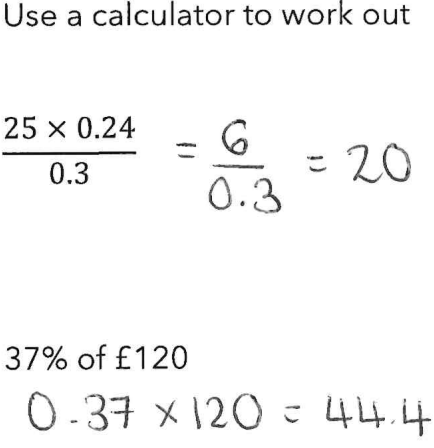 Use a calculator to work out
25 × 0.24 / 0.3 = 6 / 0.3 = 20
37% of £120
0.37 × 120 = 44.4